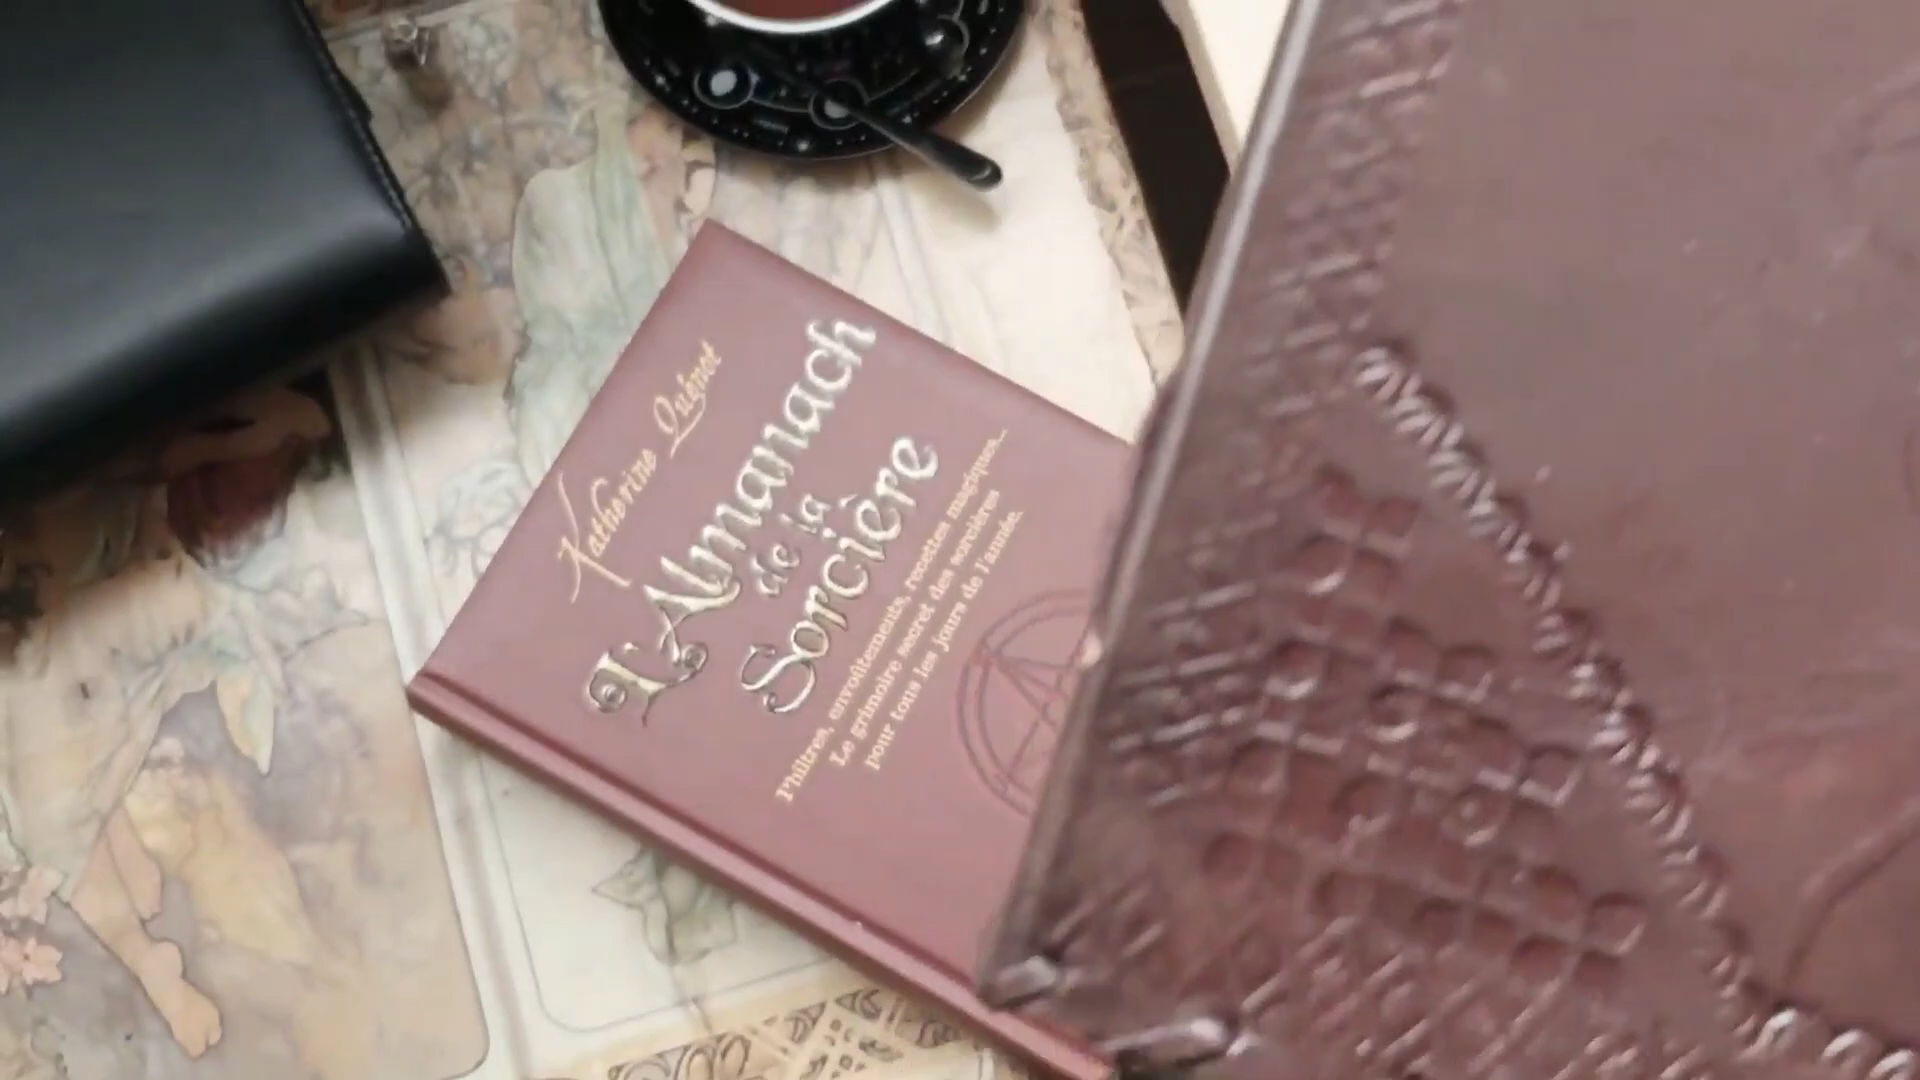 Katherine Quénot
L'Almanach
de la
Sorcière
Philtres, envoûtements, recettes magiques...
Le grimoire secret des sorcières
pour tous les jours de l'année.